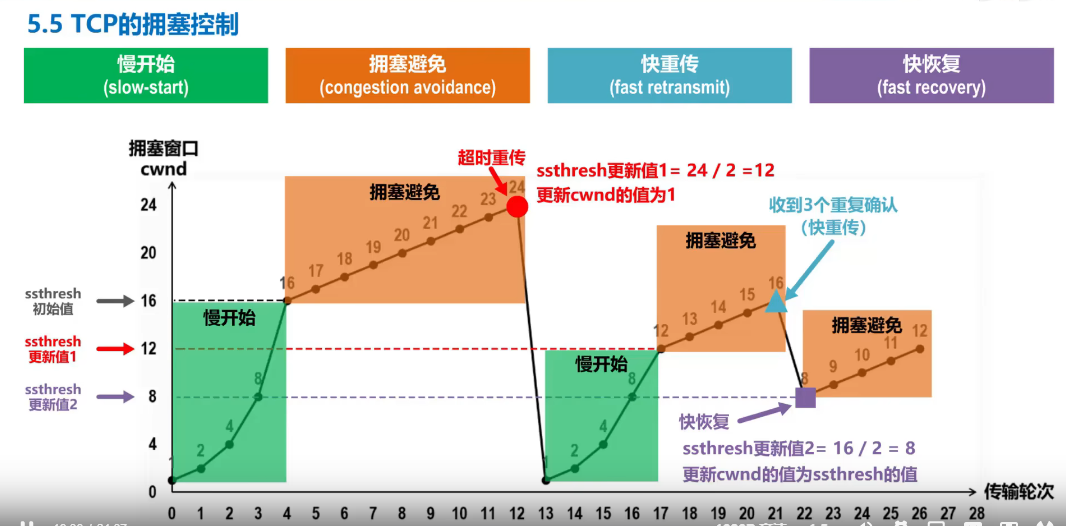 5.5 TCP的拥塞控制
慢开始
(slow-start)
拥塞避免
(congestion avoidance)
快重传
(fast retransmit)
快恢复
(fast recovery)
拥塞窗口
cwnd
24
20
16
12
8
4
0
ssthresh
初始值
ssthresh
更新值1
ssthresh
更新值2
慢开始
1
2
4
8
16
拥塞避免
17
18
19
20
21
22
23
24
超时重传
ssthresh更新值1= 24 / 2 =12
更新cwnd的值为1
慢开始
1
2
4
8
12
拥塞避免
13
14
15
16
收到3个重复确认
(快重传)
拥塞避免
8
9
10
11
12
快恢复
ssthresh更新值2= 16 / 2 = 8
更新cwnd的值为ssthresh的值
0 1 2 3 4 5 6 7 8 9 10 11 12 13 14 15 16 17 18 19 20 21 22 23 24 25 26 27 28
传输轮次